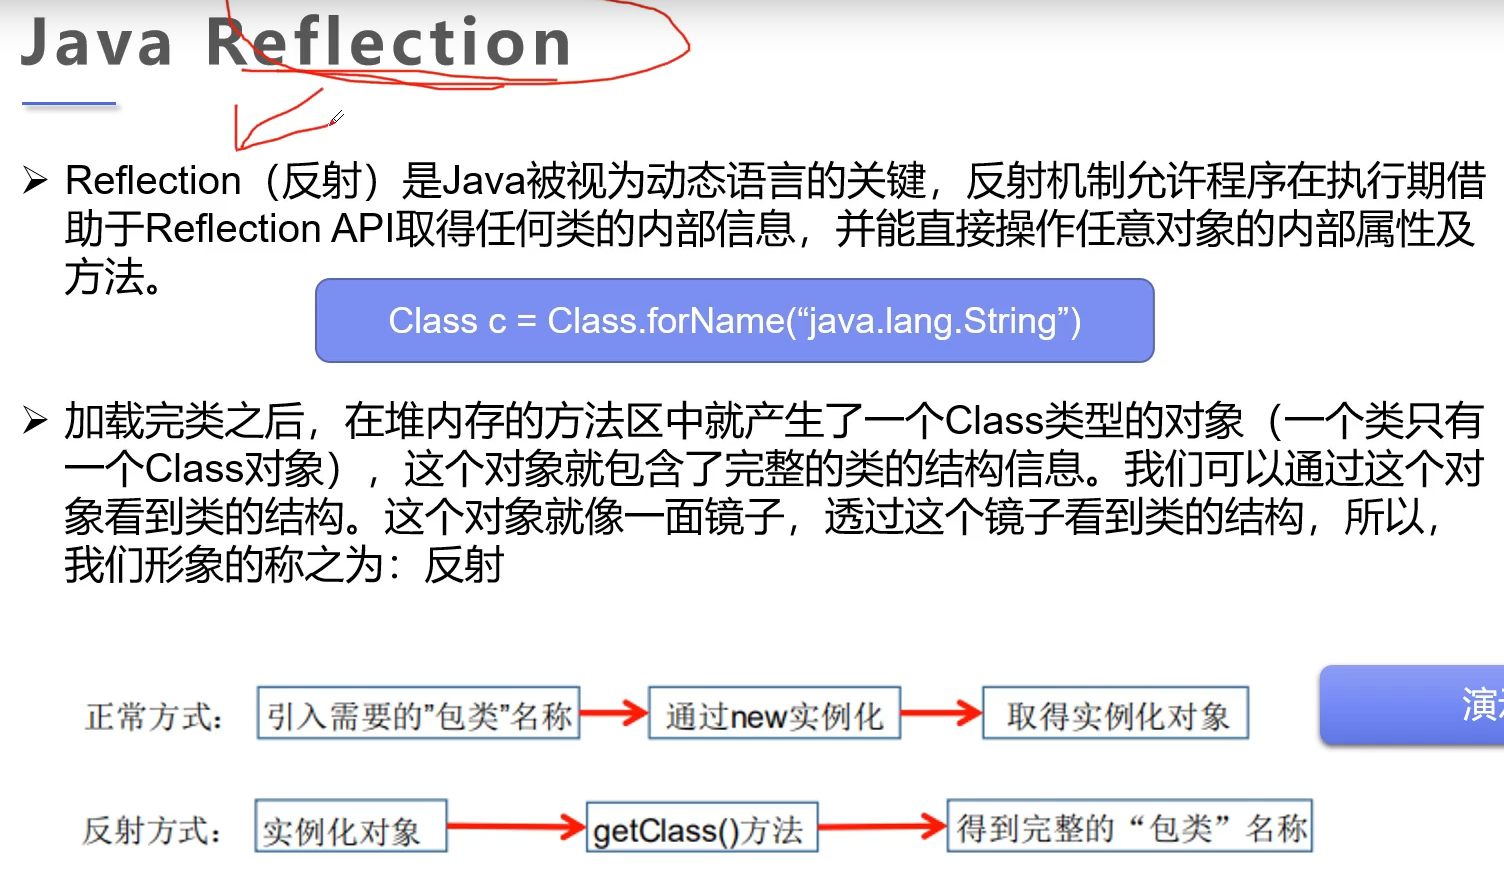 Java Reflection
Reflection（反射）是Java被视为动态语言的关键，反射机制允许程序在执行期借
助于Reflection API取得任何类的内部信息，并能直接操作任意对象的内部属性及
方法。
Class c = Class.forName(“java.lang.String”)
加载完类之后，在堆内存的方法区中就产生了一个Class类型的对象（一个类只有
一个Class对象），这个对象就包含了完整的类的结构信息。我们可以通过这个对
象看到类的结构。这个对象就像一面镜子，透过这个镜子看到类的结构，所以，
我们形象的称之为：反射
正常方式： 引入需要的”包类”名称 通过new实例化 取得实例化对象
演
反射方式： 实例化对象 getClass()方法 得到完整的“包类”名称